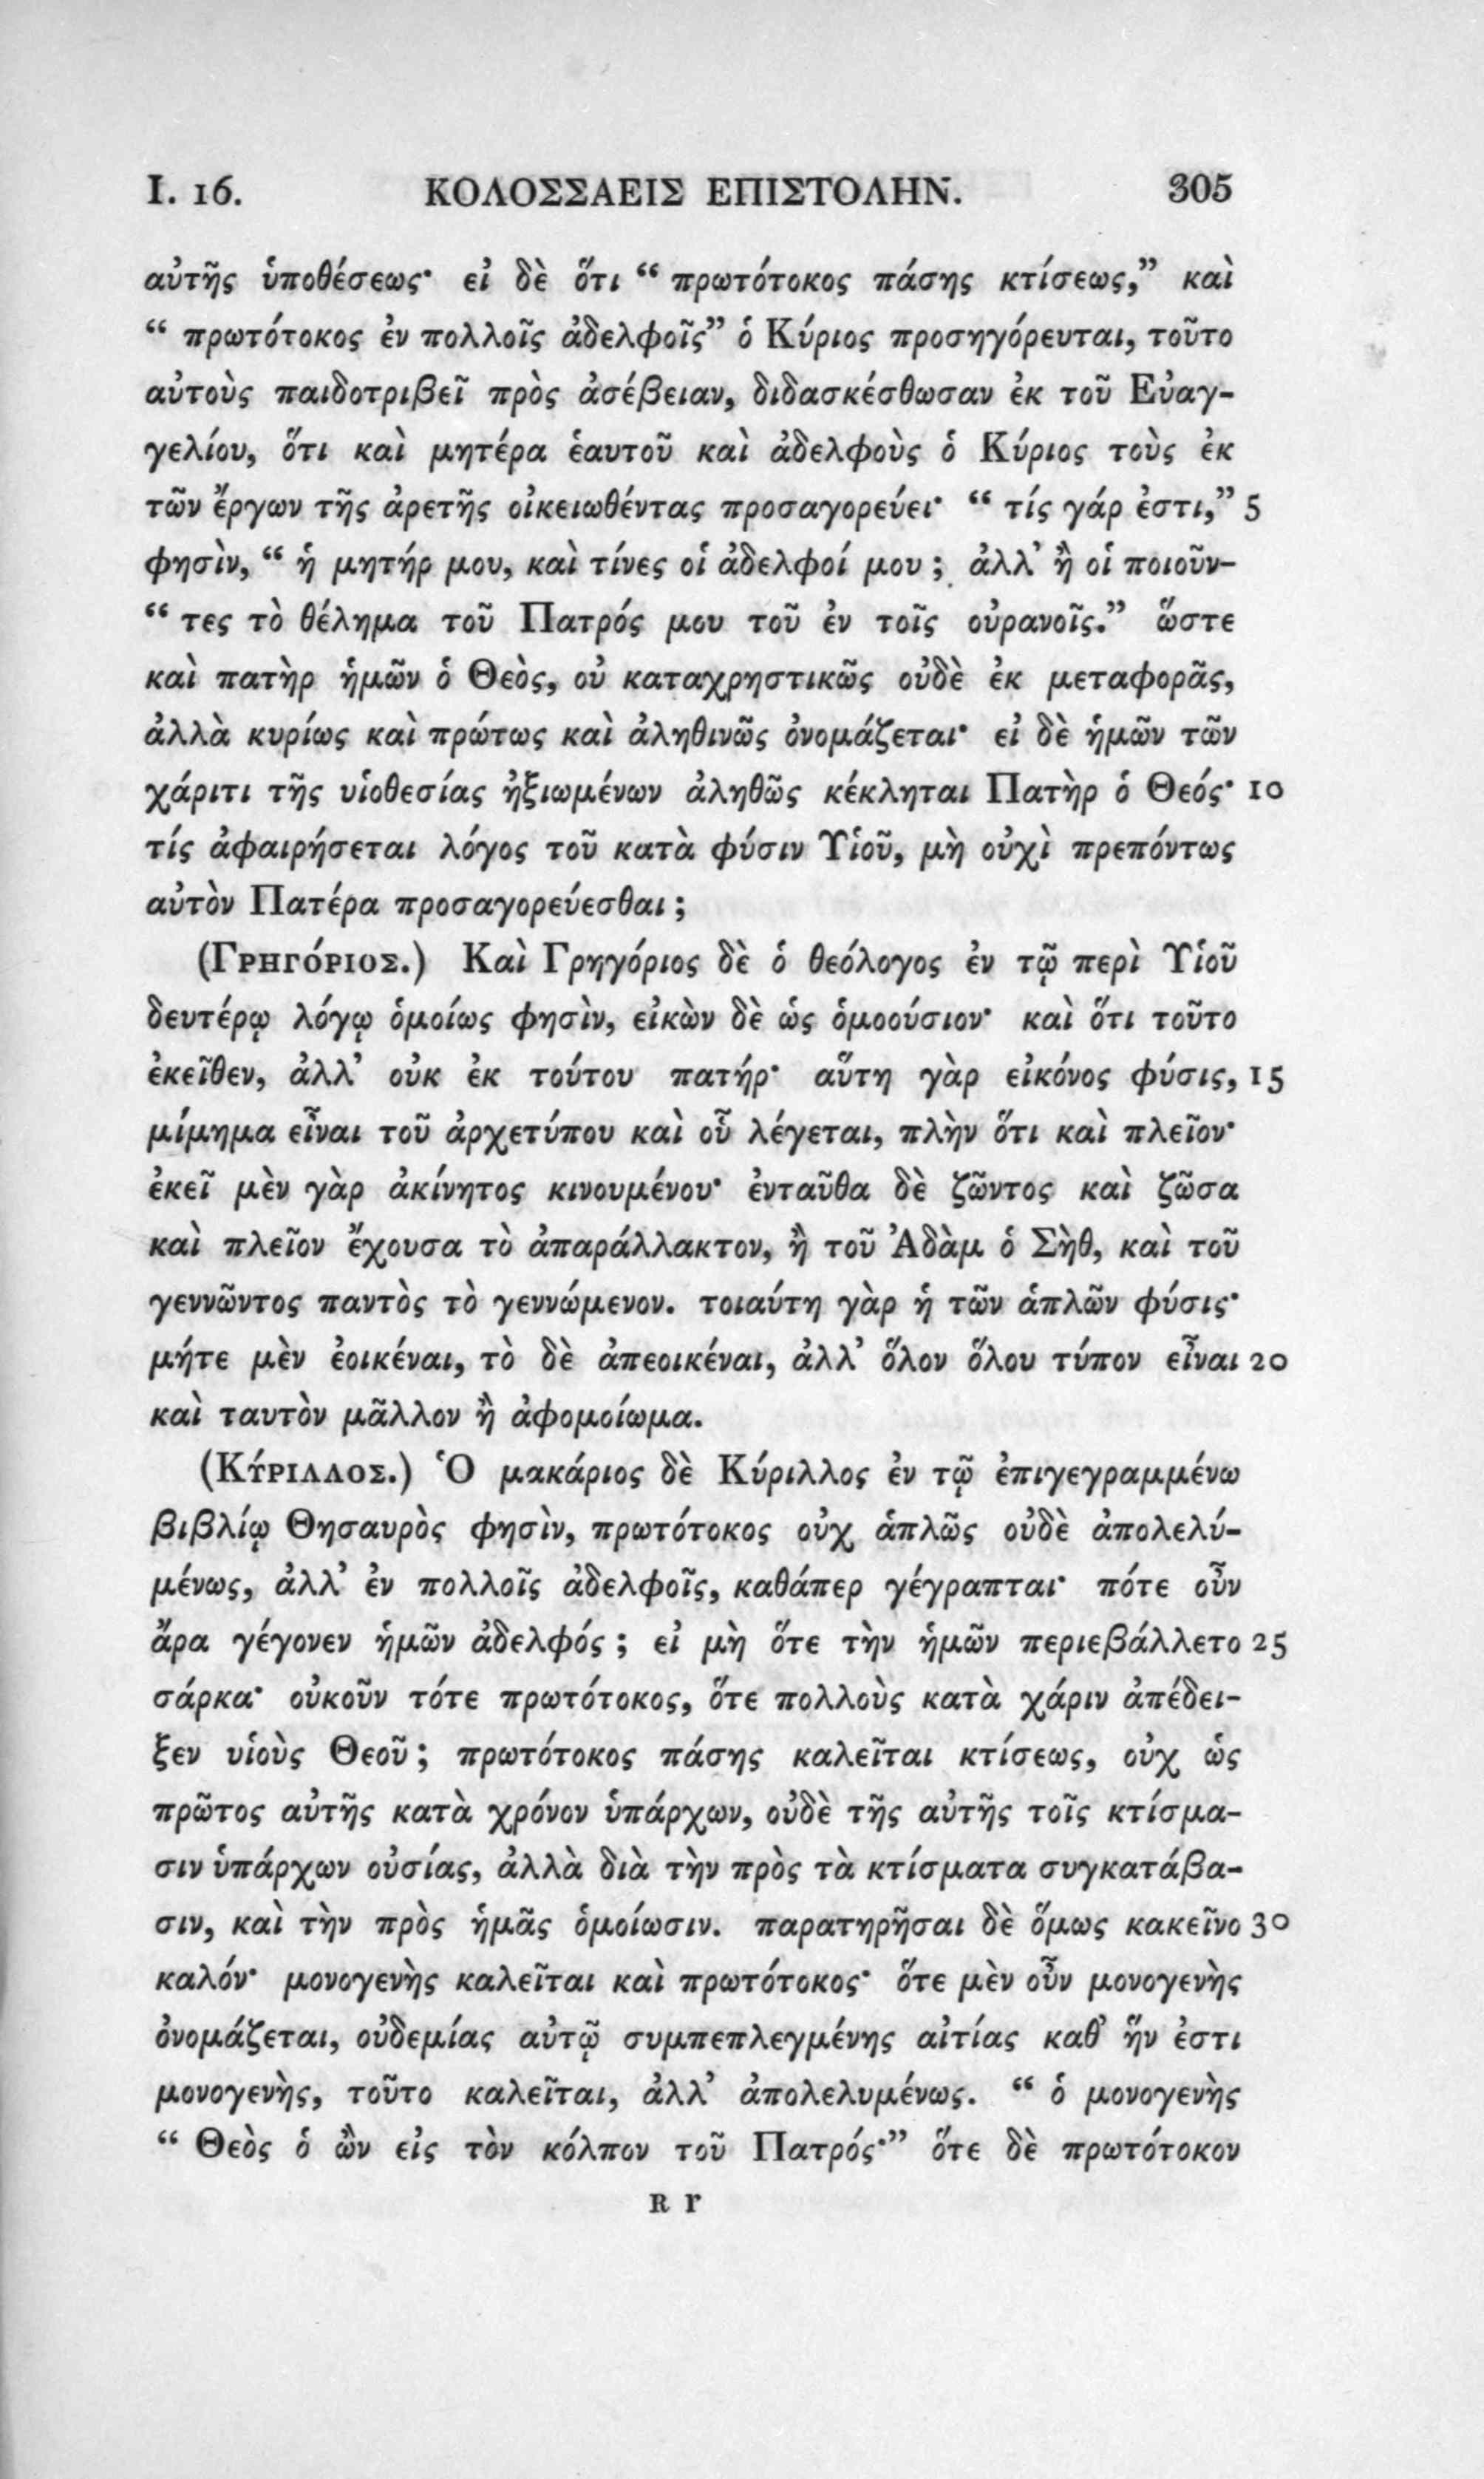 I. 16. ΚΟΛΟΣΣΑΕΙΣ ΕΠΙΣΤΟΛΗΝ. 305
αὐτῆς ὑποθέσεως· εἰ δὲ ὅτι “ πρωτότοκος πάσης κτίσεως,” καὶ
“ πρωτότοκος ἐν πολλοῖς ἀδελφοῖς” ὁ Κύριος προσηγόρευται, τοῦτο
αὐτοὺς παιδοτριβεῖ πρὸς ἀσέβειαν, διδασκέσθωσαν ἐκ τοῦ Εὐαγ-
γελίου, ὅτι καὶ μητέρα ἑαυτοῦ καὶ ἀδελφοὺς ὁ Κύριος τοὺς ἐκ
τῶν ἔργων τῆς ἀρετῆς οἰκειωθέντας προσαγορεύει· “ τίς γάρ ἐστι,” 5
φησὶν, “ ἡ μητήρ μου, καὶ τίνες οἱ ἀδελφοί μου ; ἀλλ’ ἢ οἱ ποιοῦν-
“ τες τὸ θέλημα τοῦ Πατρός μου τοῦ ἐν τοῖς οὐρανοῖς.” ὥστε
καὶ πατὴρ ἡμῶν ὁ Θεὸς, οὐ καταχρηστικῶς οὐδὲ ἐκ μεταφορᾶς,
ἀλλὰ κυρίως καὶ πρώτως καὶ ἀληθινῶς ὀνομάζεται· εἰ δὲ ἡμῶν τῶν
χάριτι τῆς υἱοθεσίας ἠξιωμένων ἀληθῶς κέκληται Πατὴρ ὁ Θεός· 10
τίς ἀφαιρήσεται λόγος τοῦ κατὰ φύσιν Υἱοῦ, μὴ οὐχὶ πρεπόντως
αὐτὸν Πατέρα προσαγορεύεσθαι ;
(Γρηγόριος.) Καὶ Γρηγόριος δὲ ὁ θεόλογος ἐν τῷ περὶ Υἱοῦ
δευτέρῳ λόγῳ ὁμοίως φησὶν, εἰκὼν δὲ ὡς ὁμοούσιον· καὶ ὅτι τοῦτο
ἐκεῖθεν, ἀλλ’ οὐκ ἐκ τούτου πατήρ· αὕτη γὰρ εἰκόνος φύσις, 15
μίμημα εἶναι τοῦ ἀρχετύπου καὶ οὗ λέγεται, πλὴν ὅτι καὶ πλεῖον·
ἐκεῖ μὲν γὰρ ἀκίνητος κινουμένου· ἐνταῦθα δὲ ζῶντος καὶ ζῶσα
καὶ πλεῖον ἔχουσα τὸ ἀπαράλλακτον, ἢ τοῦ Ἀδὰμ ὁ Σὴθ, καὶ τοῦ
γεννῶντος παντὸς τὸ γεννώμενον. τοιαύτη γὰρ ἡ τῶν ἁπλῶν φύσις·
μήτε μὲν ἐοικέναι, τὸ δὲ ἀπεοικέναι, ἀλλ’ ὅλον ὅλου τύπον εἶναι 20
καὶ ταυτὸν μᾶλλον ἢ ἀφομοίωμα.
(Κύριλλος.) Ὁ μακάριος δὲ Κύριλλος ἐν τῷ ἐπιγεγραμμένω
βιβλίῳ Θησαυρὸς φησὶν, πρωτότοκος οὐχ ἁπλῶς οὐδὲ ἀπολελύ-
μένως, ἀλλ’ ἐν πολλοῖς ἀδελφοῖς, καθάπερ γέγραπται· πότε οὖν
ἄρα γέγονεν ἡμῶν ἀδελφός ; εἰ μὴ ὅτε τὴν ἡμῶν περιεβάλλετο 25
σάρκα· οὐκοῦν τότε πρωτότοκος, ὅτε πολλοὺς κατὰ χάριν ἀπέδει-
ξεν υἱοὺς Θεοῦ ; πρωτότοκος πάσης καλεῖται κτίσεως, οὐχ ὡς
πρῶτος αὐτῆς κατὰ χρόνον ὑπάρχων, οὐδὲ τῆς αὐτῆς τοῖς κτίσμα-
σιν ὑπάρχων οὐσίας, ἀλλὰ διὰ τὴν πρὸς τὰ κτίσματα συγκατάβα-
σιν, καὶ τὴν πρὸς ἡμᾶς ὁμοίωσιν. παρατηρῆσαι δὲ ὅμως κακεῖνο 30
καλόν· μονογενὴς καλεῖται καὶ πρωτότοκος· ὅτε μὲν οὖν μονογενὴς
ὀνομάζεται, οὐδεμίας αὐτῷ συμπεπλεγμένης αἰτίας καθ’ ἥν ἐστι
μονογενὴς, τοῦτο καλεῖται, ἀλλ’ ἀπολελυμένως. “ ὁ μονογενὴς
“ Θεὸς ὁ ὢν εἰς τὸν κόλπον τοῦ Πατρός·” ὅτε δὲ πρωτότοκον
R r